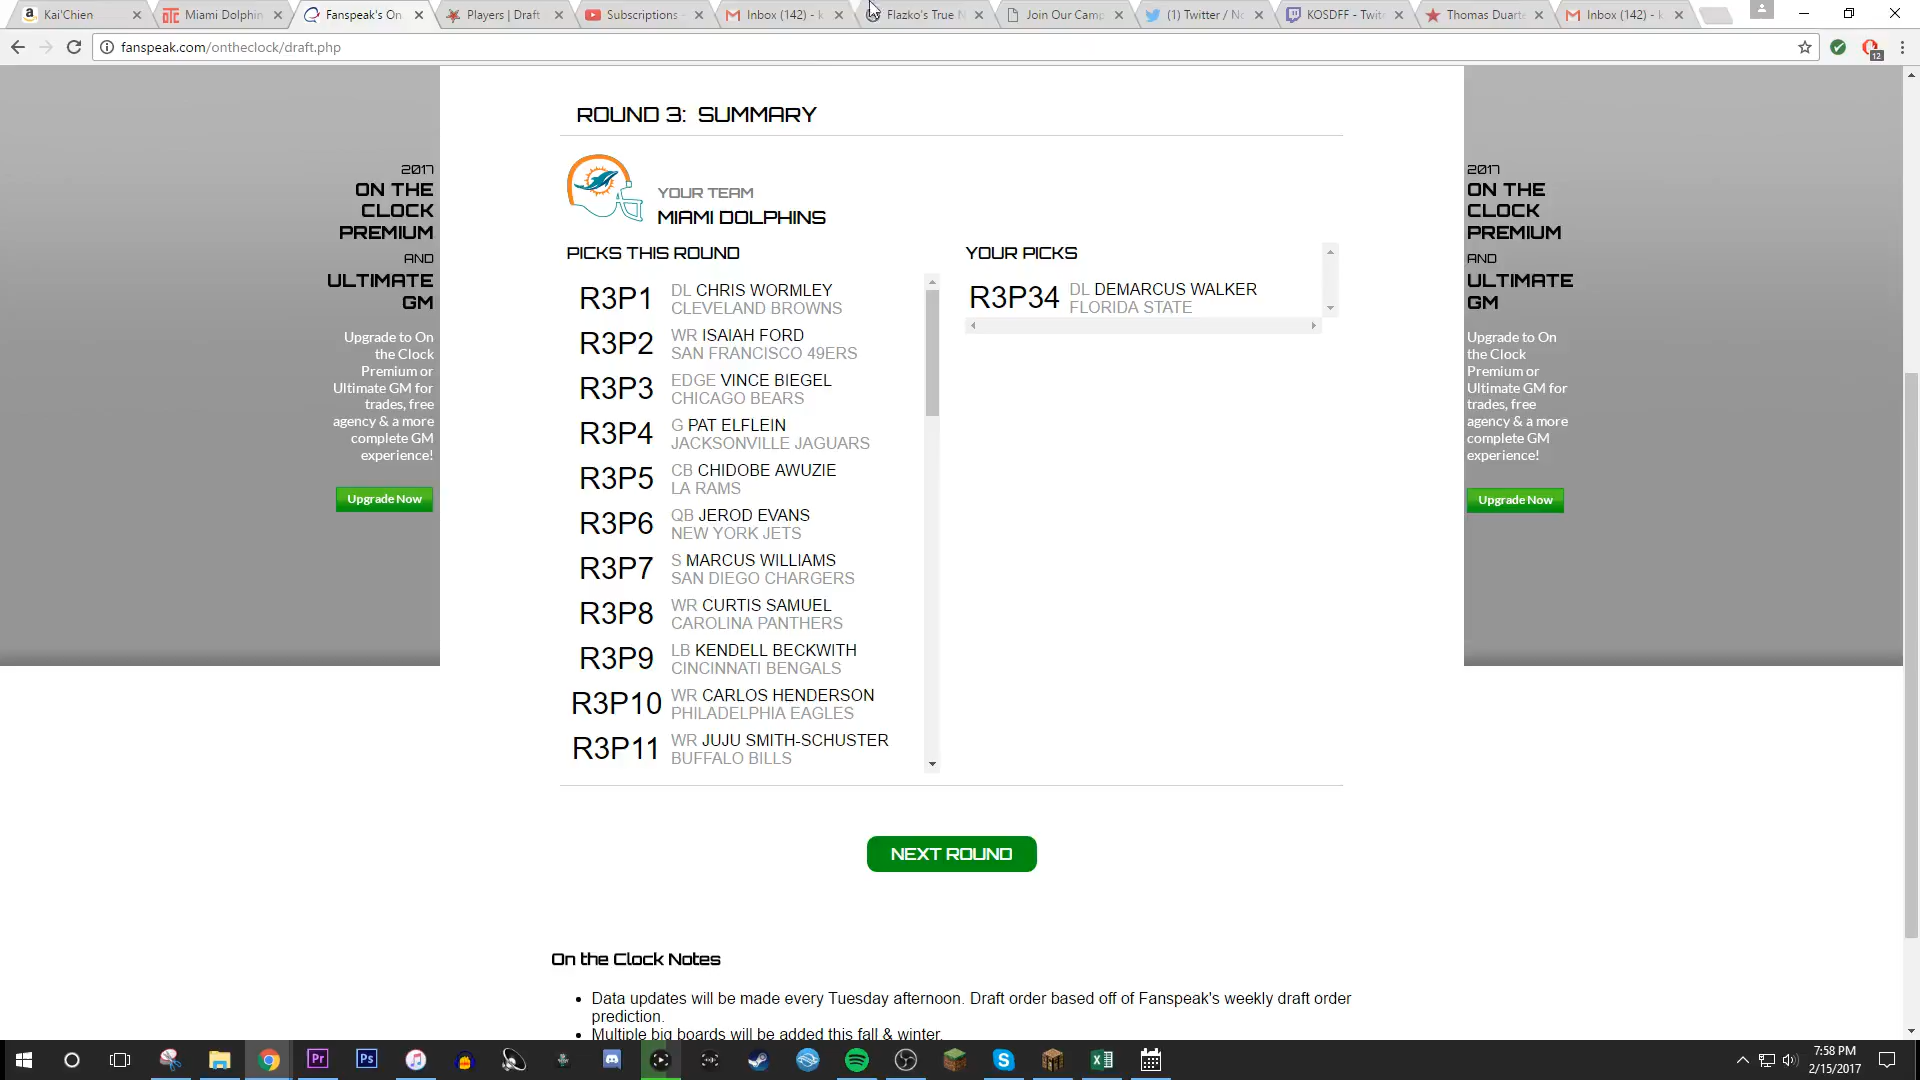 Kai'Chien
Miami Dolphin
Fanspeak's On
Players | Draft
Subscriptions -
Inbox (142) - k
Flazko's True N
Join Our Camp
(1) Twitter / No
KOSDFF - Twitc
Thomas Duarte
Inbox (142) - k
fanspeak.com/ontheclock/draft.php
12
2017
ON THE
CLOCK
PREMIUM
AND
ULTIMATE
GM
Upgrade to On
the Clock
Premium or
Ultimate GM for
trades, free
agency & a more
complete GM
experience!
Upgrade Now
ROUND 3: SUMMARY
YOUR TEAM
MIAMI DOLPHINS
PICKS THIS ROUND
R3P1 DL CHRIS WORMLEY
CLEVELAND BROWNS
R3P2 WR ISAIAH FORD
SAN FRANCISCO 49ERS
R3P3 EDGE VINCE BIEGEL
CHICAGO BEARS
R3P4 G PAT ELFLEIN
JACKSONVILLE JAGUARS
R3P5 CB CHIDOBE AWUZIE
LA RAMS
R3P6 QB JEROD EVANS
NEW YORK JETS
R3P7 S MARCUS WILLIAMS
SAN DIEGO CHARGERS
R3P8 WR CURTIS SAMUEL
CAROLINA PANTHERS
R3P9 LB KENDELL BECKWITH
CINCINNATI BENGALS
R3P10 WR CARLOS HENDERSON
PHILADELPHIA EAGLES
R3P11 WR JUJU SMITH-SCHUSTER
BUFFALO BILLS
YOUR PICKS
R3P34 DL DEMARCUS WALKER
FLORIDA STATE
NEXT ROUND
2017
ON THE
CLOCK
PREMIUM
AND
ULTIMATE
GM
Upgrade to On
the Clock
Premium or
Ultimate GM for
trades, free
agency & a more
complete GM
experience!
Upgrade Now
On the Clock Notes
• Data updates will be made every Tuesday afternoon. Draft order based off of Fanspeak's weekly draft order
prediction.
• Multiple big boards will be added this fall & winter.
Pr
Ps
7:58 PM
2/15/2017